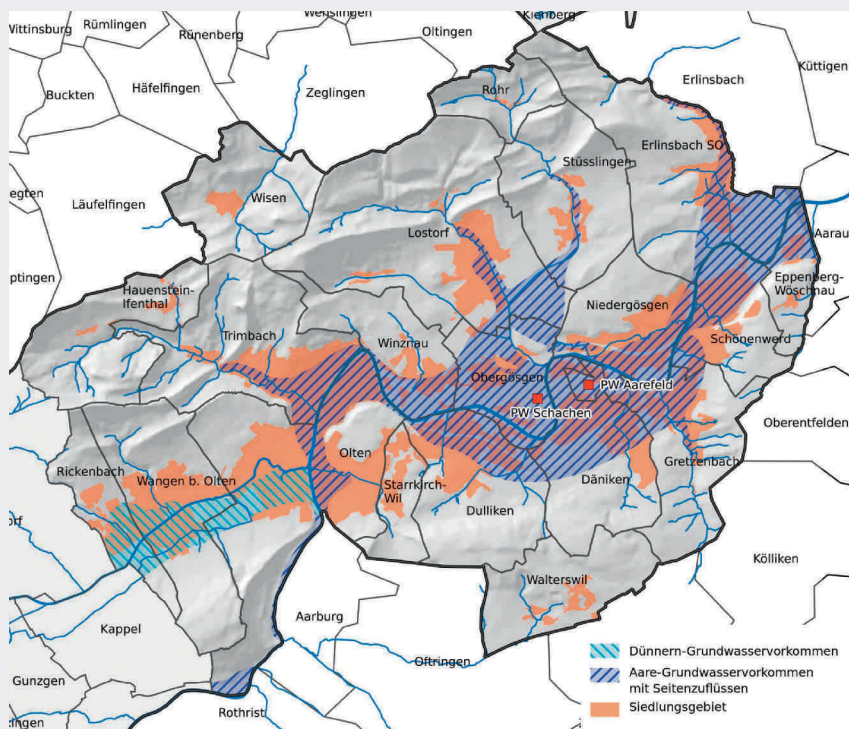 Wittinsburg
Rümlingen
Rünenberg
Wenslingen
Oltingen
Kienberg
Erlinsbach
Küttigen
Buckten
Häfelfingen
Zeglingen
Rohr
Erlinsbach SO
Stüsslingen
Läufelfingen
Wisen
Lostorf
Aarau
Eppenberg-
Wöschnau
Hauenstein-
Ifenthal
Niedergösgen
Trimbach
Winznau
Schönenwerd
Obergösgen
PW Aarefeld
PW Schachen
Oberentfelden
Olten
Rickenbach
Wangen b. Olten
Starrkirch-
Wil
Däniken
Gretzenbach
Dulliken
Kölliken
Walterswil
Aarburg
Kappel
Oftringen
Gunzgen
Rothrist
Dünnern-Grundwasservorkommen
Aare-Grundwasservorkommen
mit Seitenzuflüssen
Siedlungsgebiet